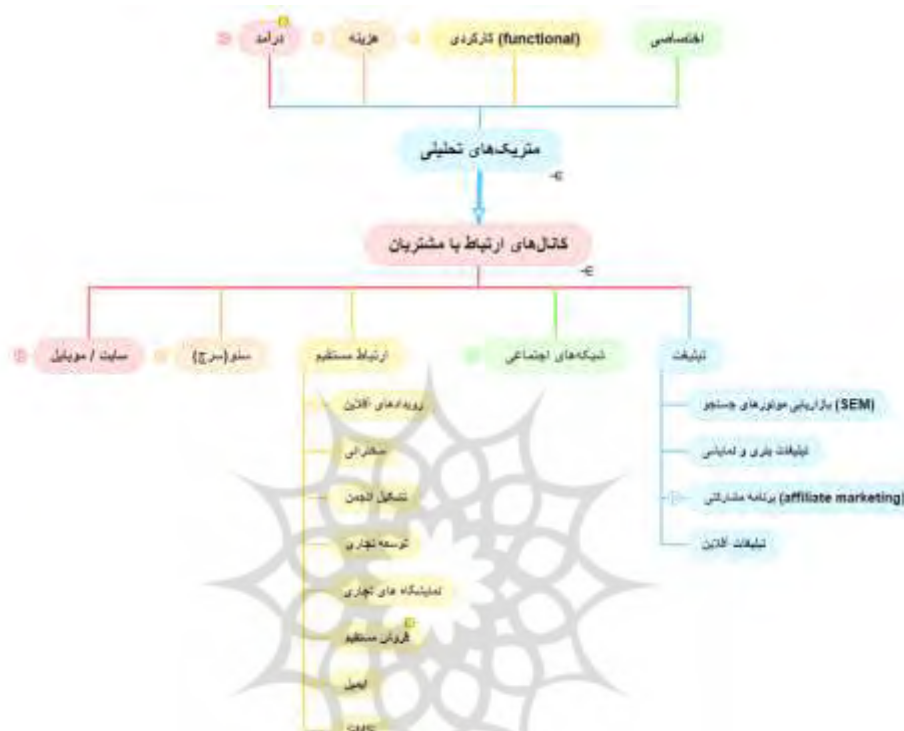 اختصاصی
کارکردی (functional)
هزینه
درآمد
متریک‌های تحلیلی
کانال‌های ارتباط با مشتریان
تبلیغات
شبکه‌های اجتماعی
ارتباط مستقیم
سئو(سرچ)
سایت / موبایل
بازاریابی موتورهای جستجو (SEM)
تبلیغات بنری و نمایشی
برنامه مشارکتی (affiliate marketing)
تبلیغات آفلاین
رویدادهای آفلاین
سخنرانی
تشکیل انجمن
توسعه تجاری
نمایشگاه های تجاری
فروش مستقیم
ایمیل
SMS